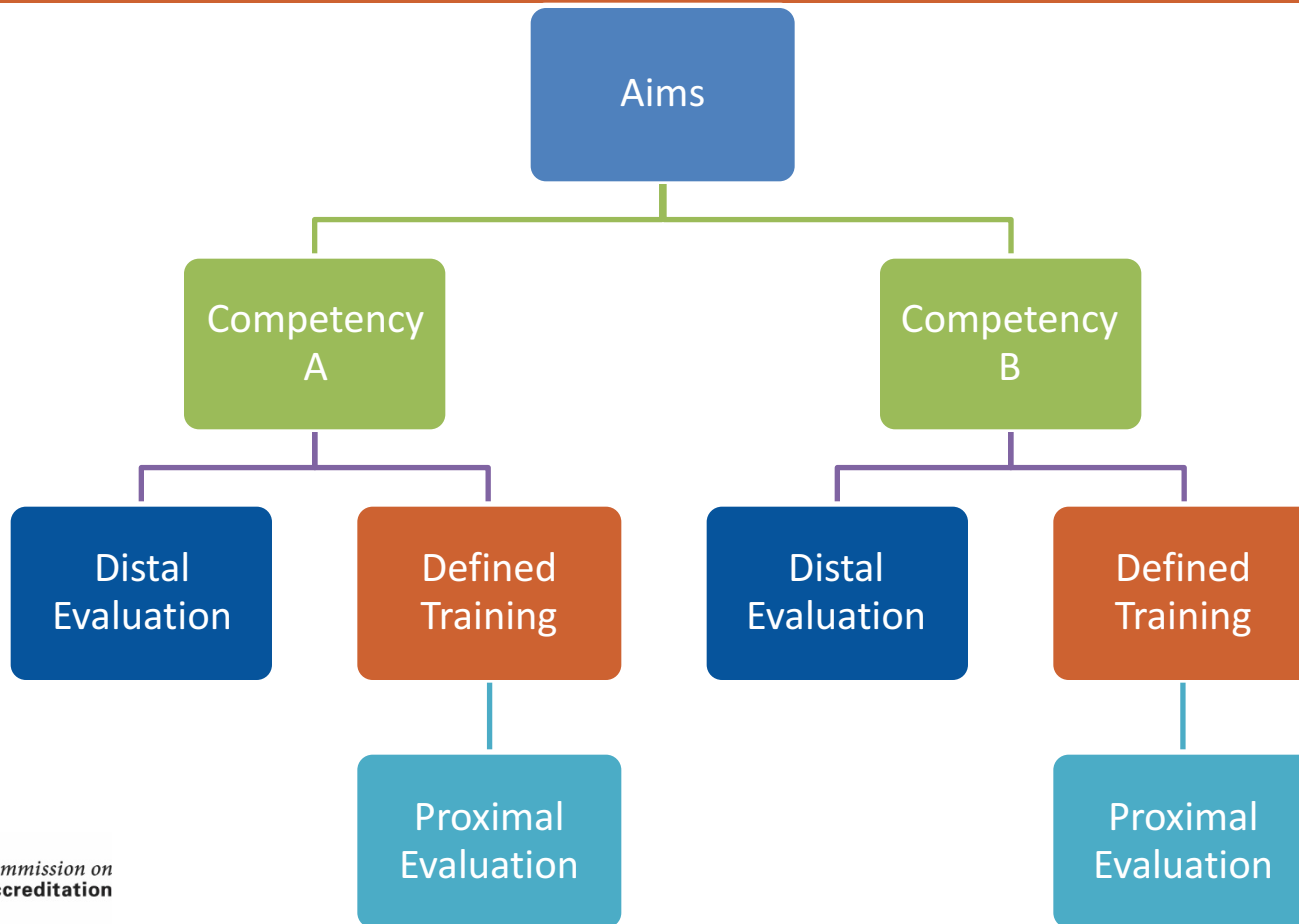 Aims
Competency
A
Competency
B
Distal
Evaluation
Defined
Training
Distal
Evaluation
Defined
Training
Proximal
Evaluation
Proximal
Evaluation
mmission on
ccreditation